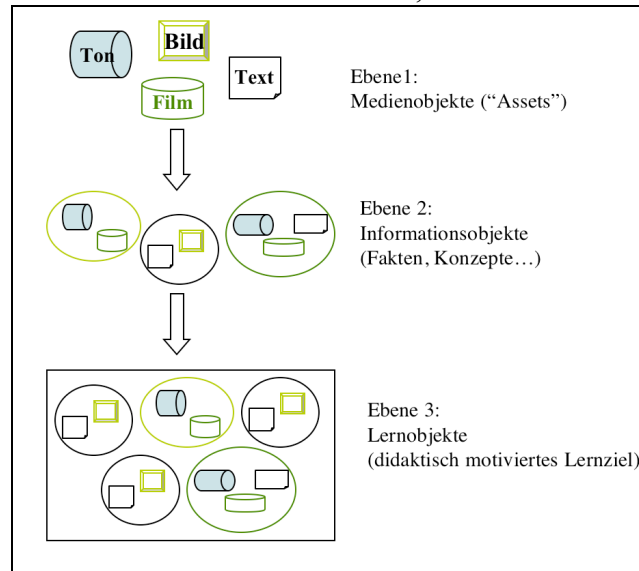 Ton
Bild
Text
Film
Ebene1:
Medienobjekte (“Assets”)
Ebene 2:
Informationsobjekte
(Fakten, Konzepte…)
Ebene 3:
Lernobjekte
(didaktisch motiviertes Lernziel)